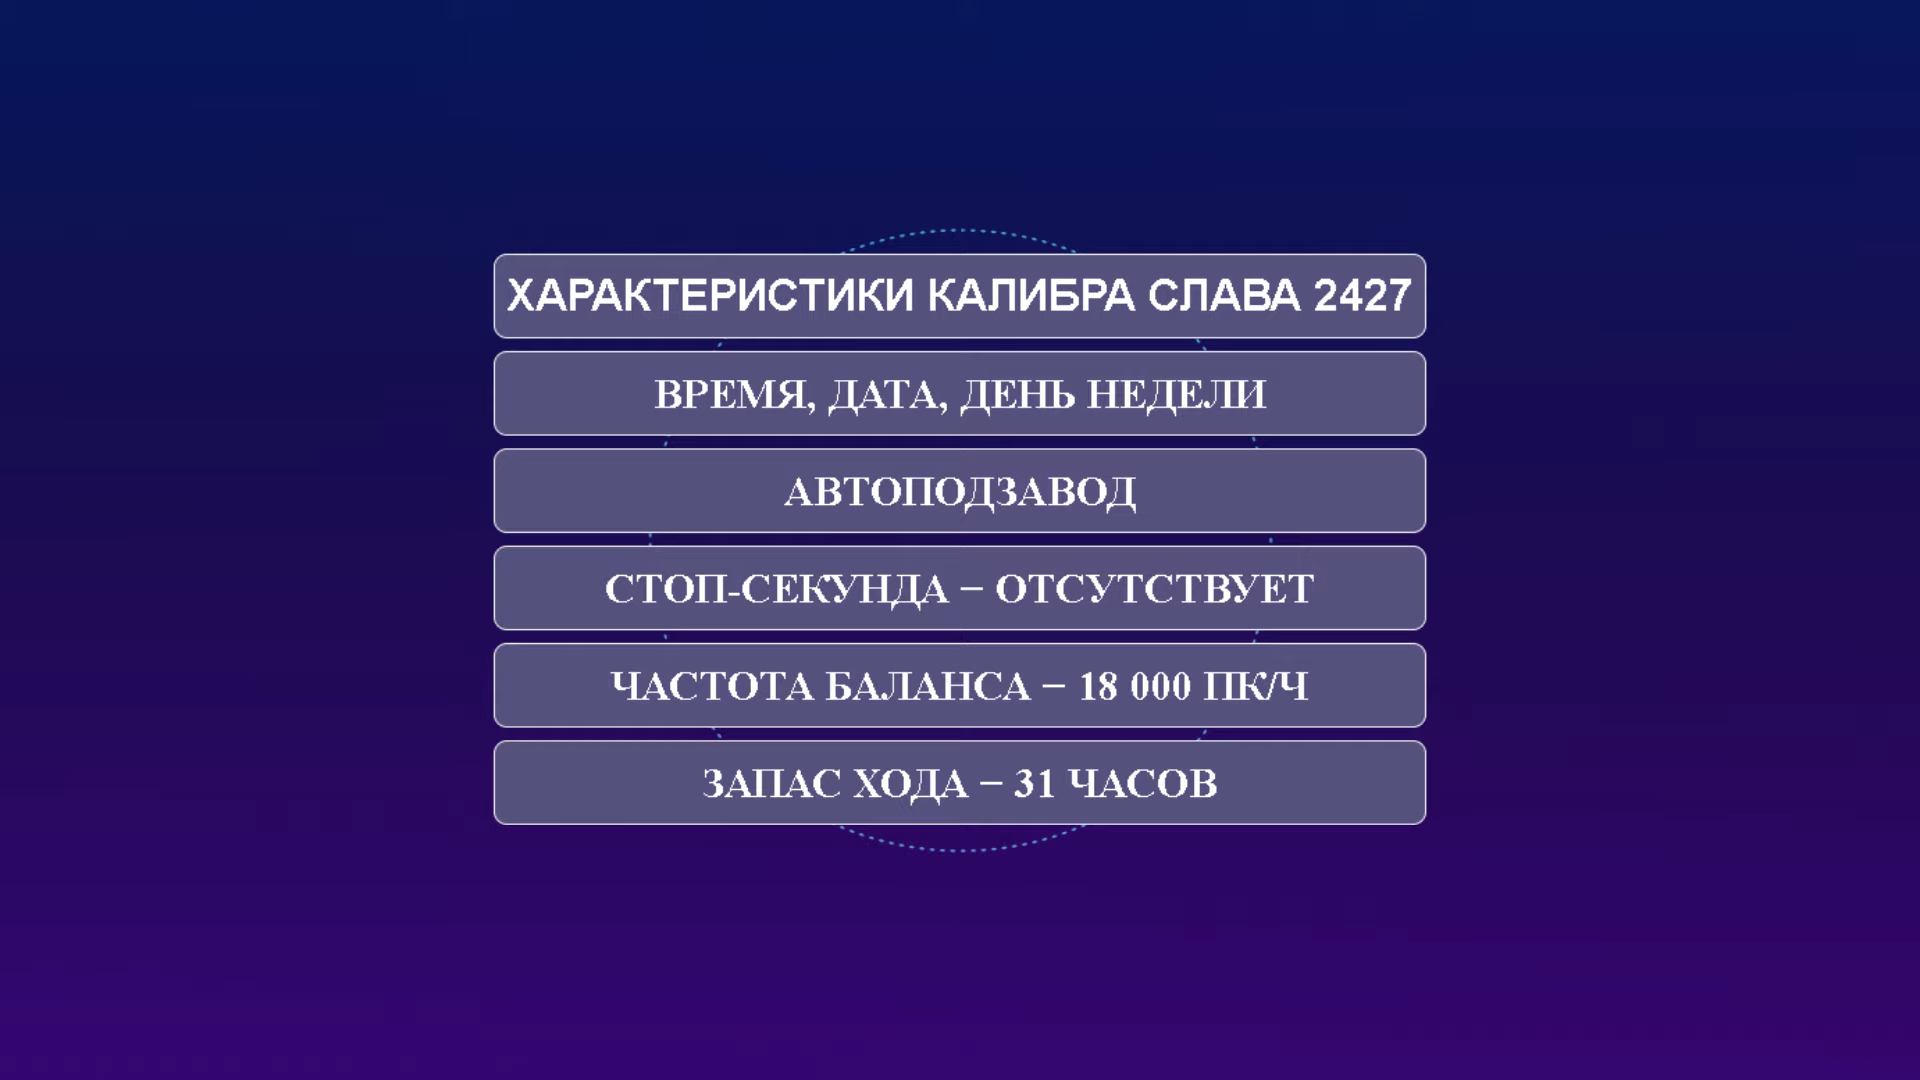 ХАРАКТЕРИСТИКИ КАЛИБРА СЛАВА 2427
ВРЕМЯ, ДАТА, ДЕНЬ НЕДЕЛИ
АВТОПОДЗАВОД
СТОП-СЕКУНДА – ОТСУТСТВУЕТ
ЧАСТОТА БАЛАНСА – 18 000 ПК/Ч
ЗАПАС ХОДА – 31 ЧАСОВ